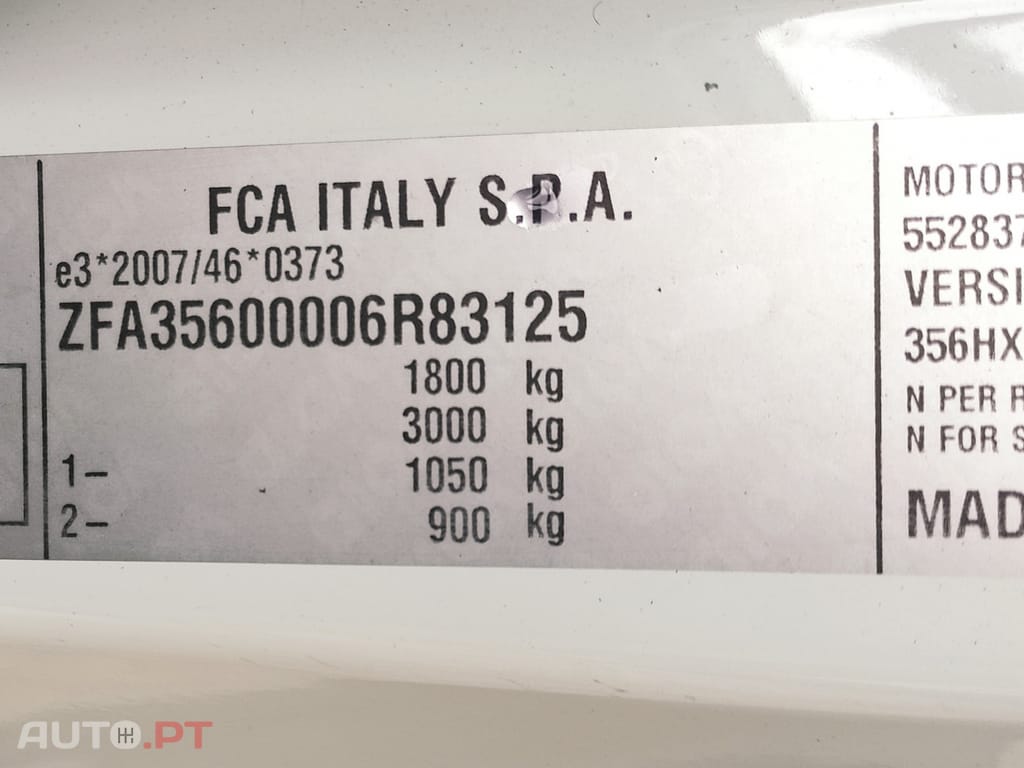 FCA ITALY S.P.A.
e3*2007/46*0373
ZFA35600006R83125
1800 kg
3000 kg
1- 1050 kg
2- 900 kg
MOTOR
552837
VERSI
356HX
N PER R
N FOR S
MAD
AUTO.PT